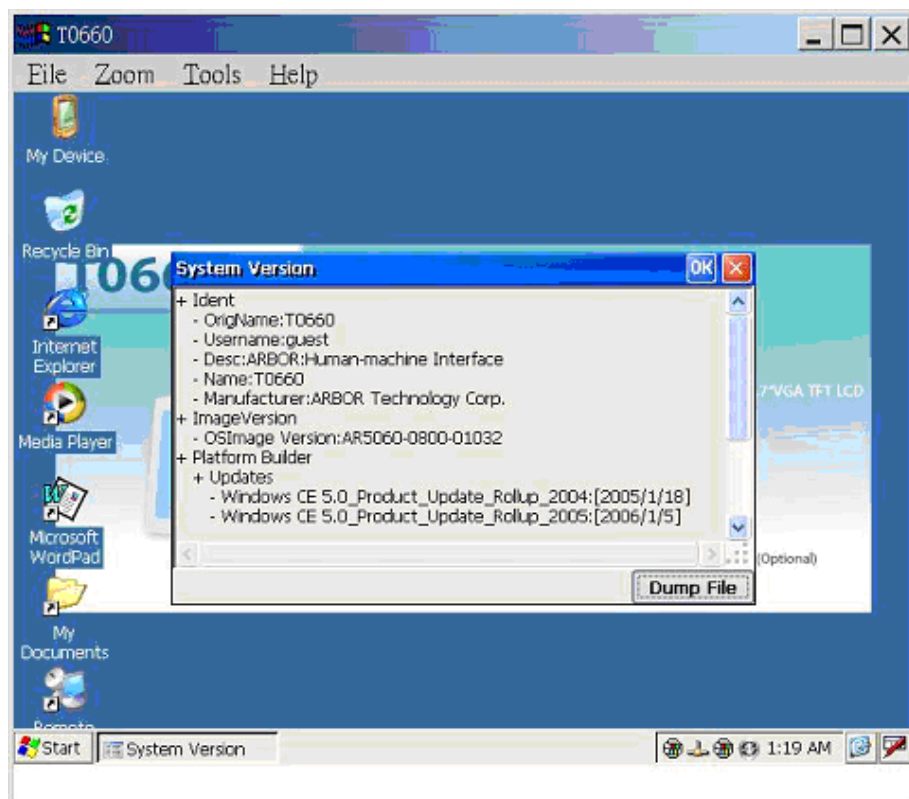 T0660
File Zoom Tools Help
My Device
Recycle Bin
Internet
Explorer
Media Player
Microsoft
WordPad
My
Documents
Remote
T066
System Version
OK
+ Ident
- OrigName:T0660
- Username:guest
- Desc:ARBOR:Human-machine Interface
- Name:T0660
- Manufacturer:ARBOR Technology Corp.
+ ImageVersion
- OSImage Version:AR5060-0800-01032
+ Platform Builder
+ Updates
- Windows CE 5.0_Product_Update_Rollup_2004:[2005/1/18]
- Windows CE 5.0_Product_Update_Rollup_2005:[2006/1/5]
Dump File
7"VGA TFT LCD
(Optional)
Start
System Version
1:19 AM